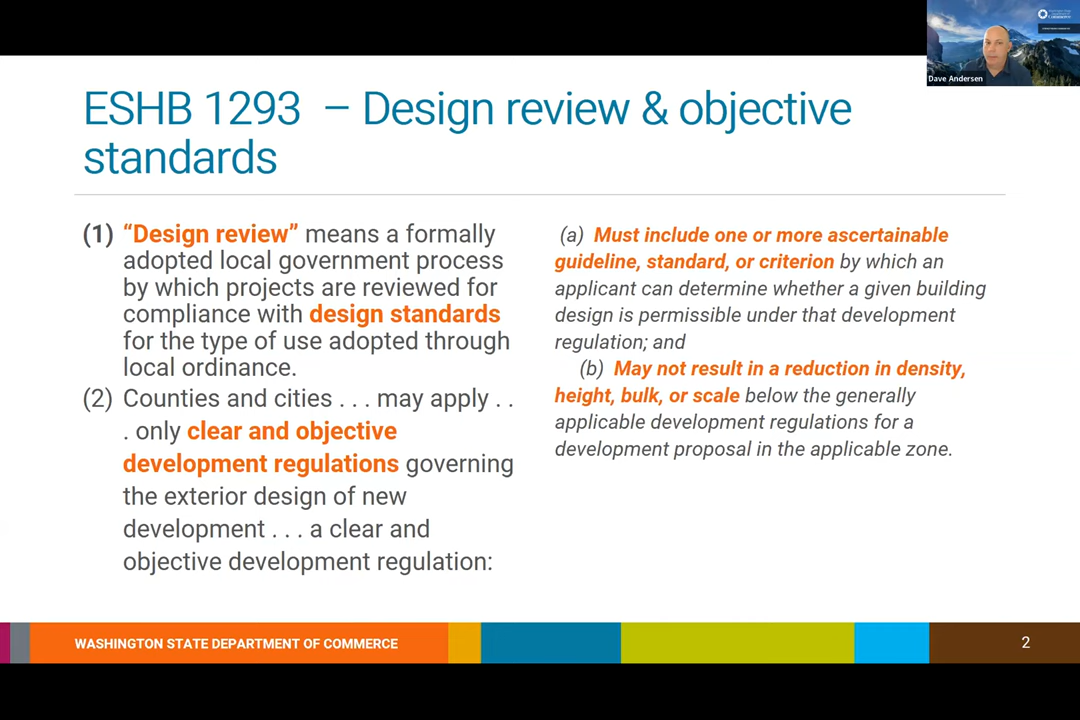 Dave Andersen
ESHB 1293 – Design review & objective
standards
(1) “Design review” means a formally
adopted local government process
by which projects are reviewed for
compliance with design standards
for the type of use adopted through
local ordinance.
(2) Counties and cities . . . may apply . .
. only clear and objective
development regulations governing
the exterior design of new
development . . . a clear and
objective development regulation:
(a) Must include one or more ascertainable
guideline, standard, or criterion by which an
applicant can determine whether a given building
design is permissible under that development
regulation; and
(b) May not result in a reduction in density,
height, bulk, or scale below the generally
applicable development regulations for a
development proposal in the applicable zone.
WASHINGTON STATE DEPARTMENT OF COMMERCE
2